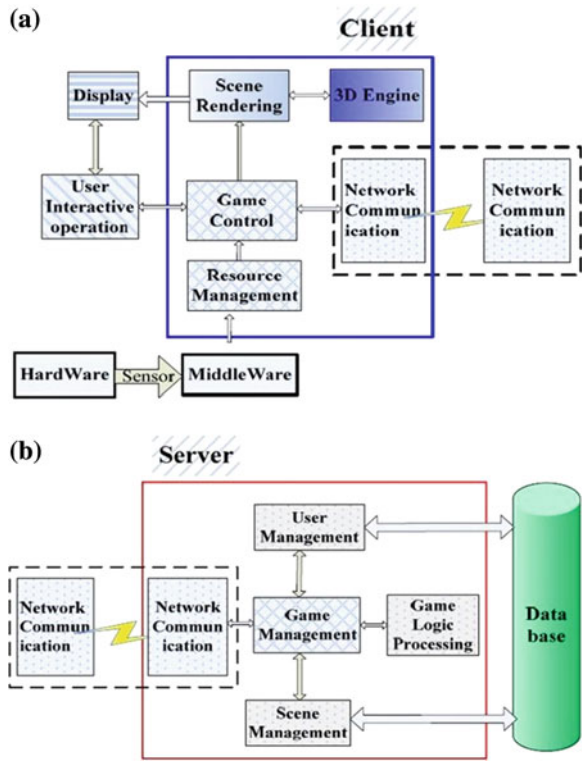 (a)
Client
Display
Scene
Rendering
3D Engine
User
Interactive
operation
Game
Control
Network
Commun
ication
Network
Commun
ication
Resource
Management
HardWare
Sensor
MiddleWare
(b)
Server
User
Management
Network
Commun
ication
Network
Commun
ication
Game
Management
Game
Logic
Processing
Data
base
Scene
Management